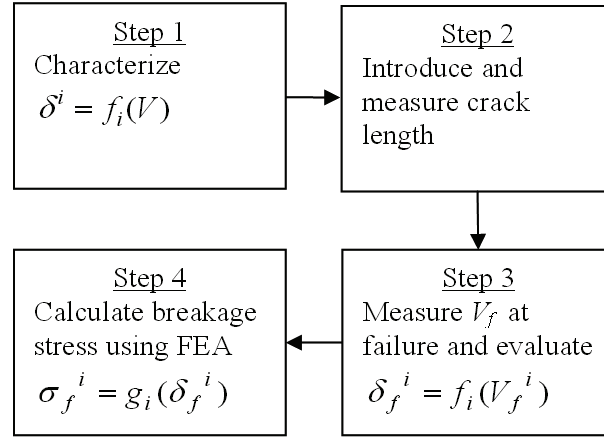 Step 1
Characterize
δ^i = f_i(V)
Step 2
Introduce and
measure crack
length
Step 3
Measure V_f at
failure and evaluate
δ_f^i = f_i(V_f^i)
Step 4
Calculate breakage
stress using FEA
σ_f^i = g_i(δ_f^i)